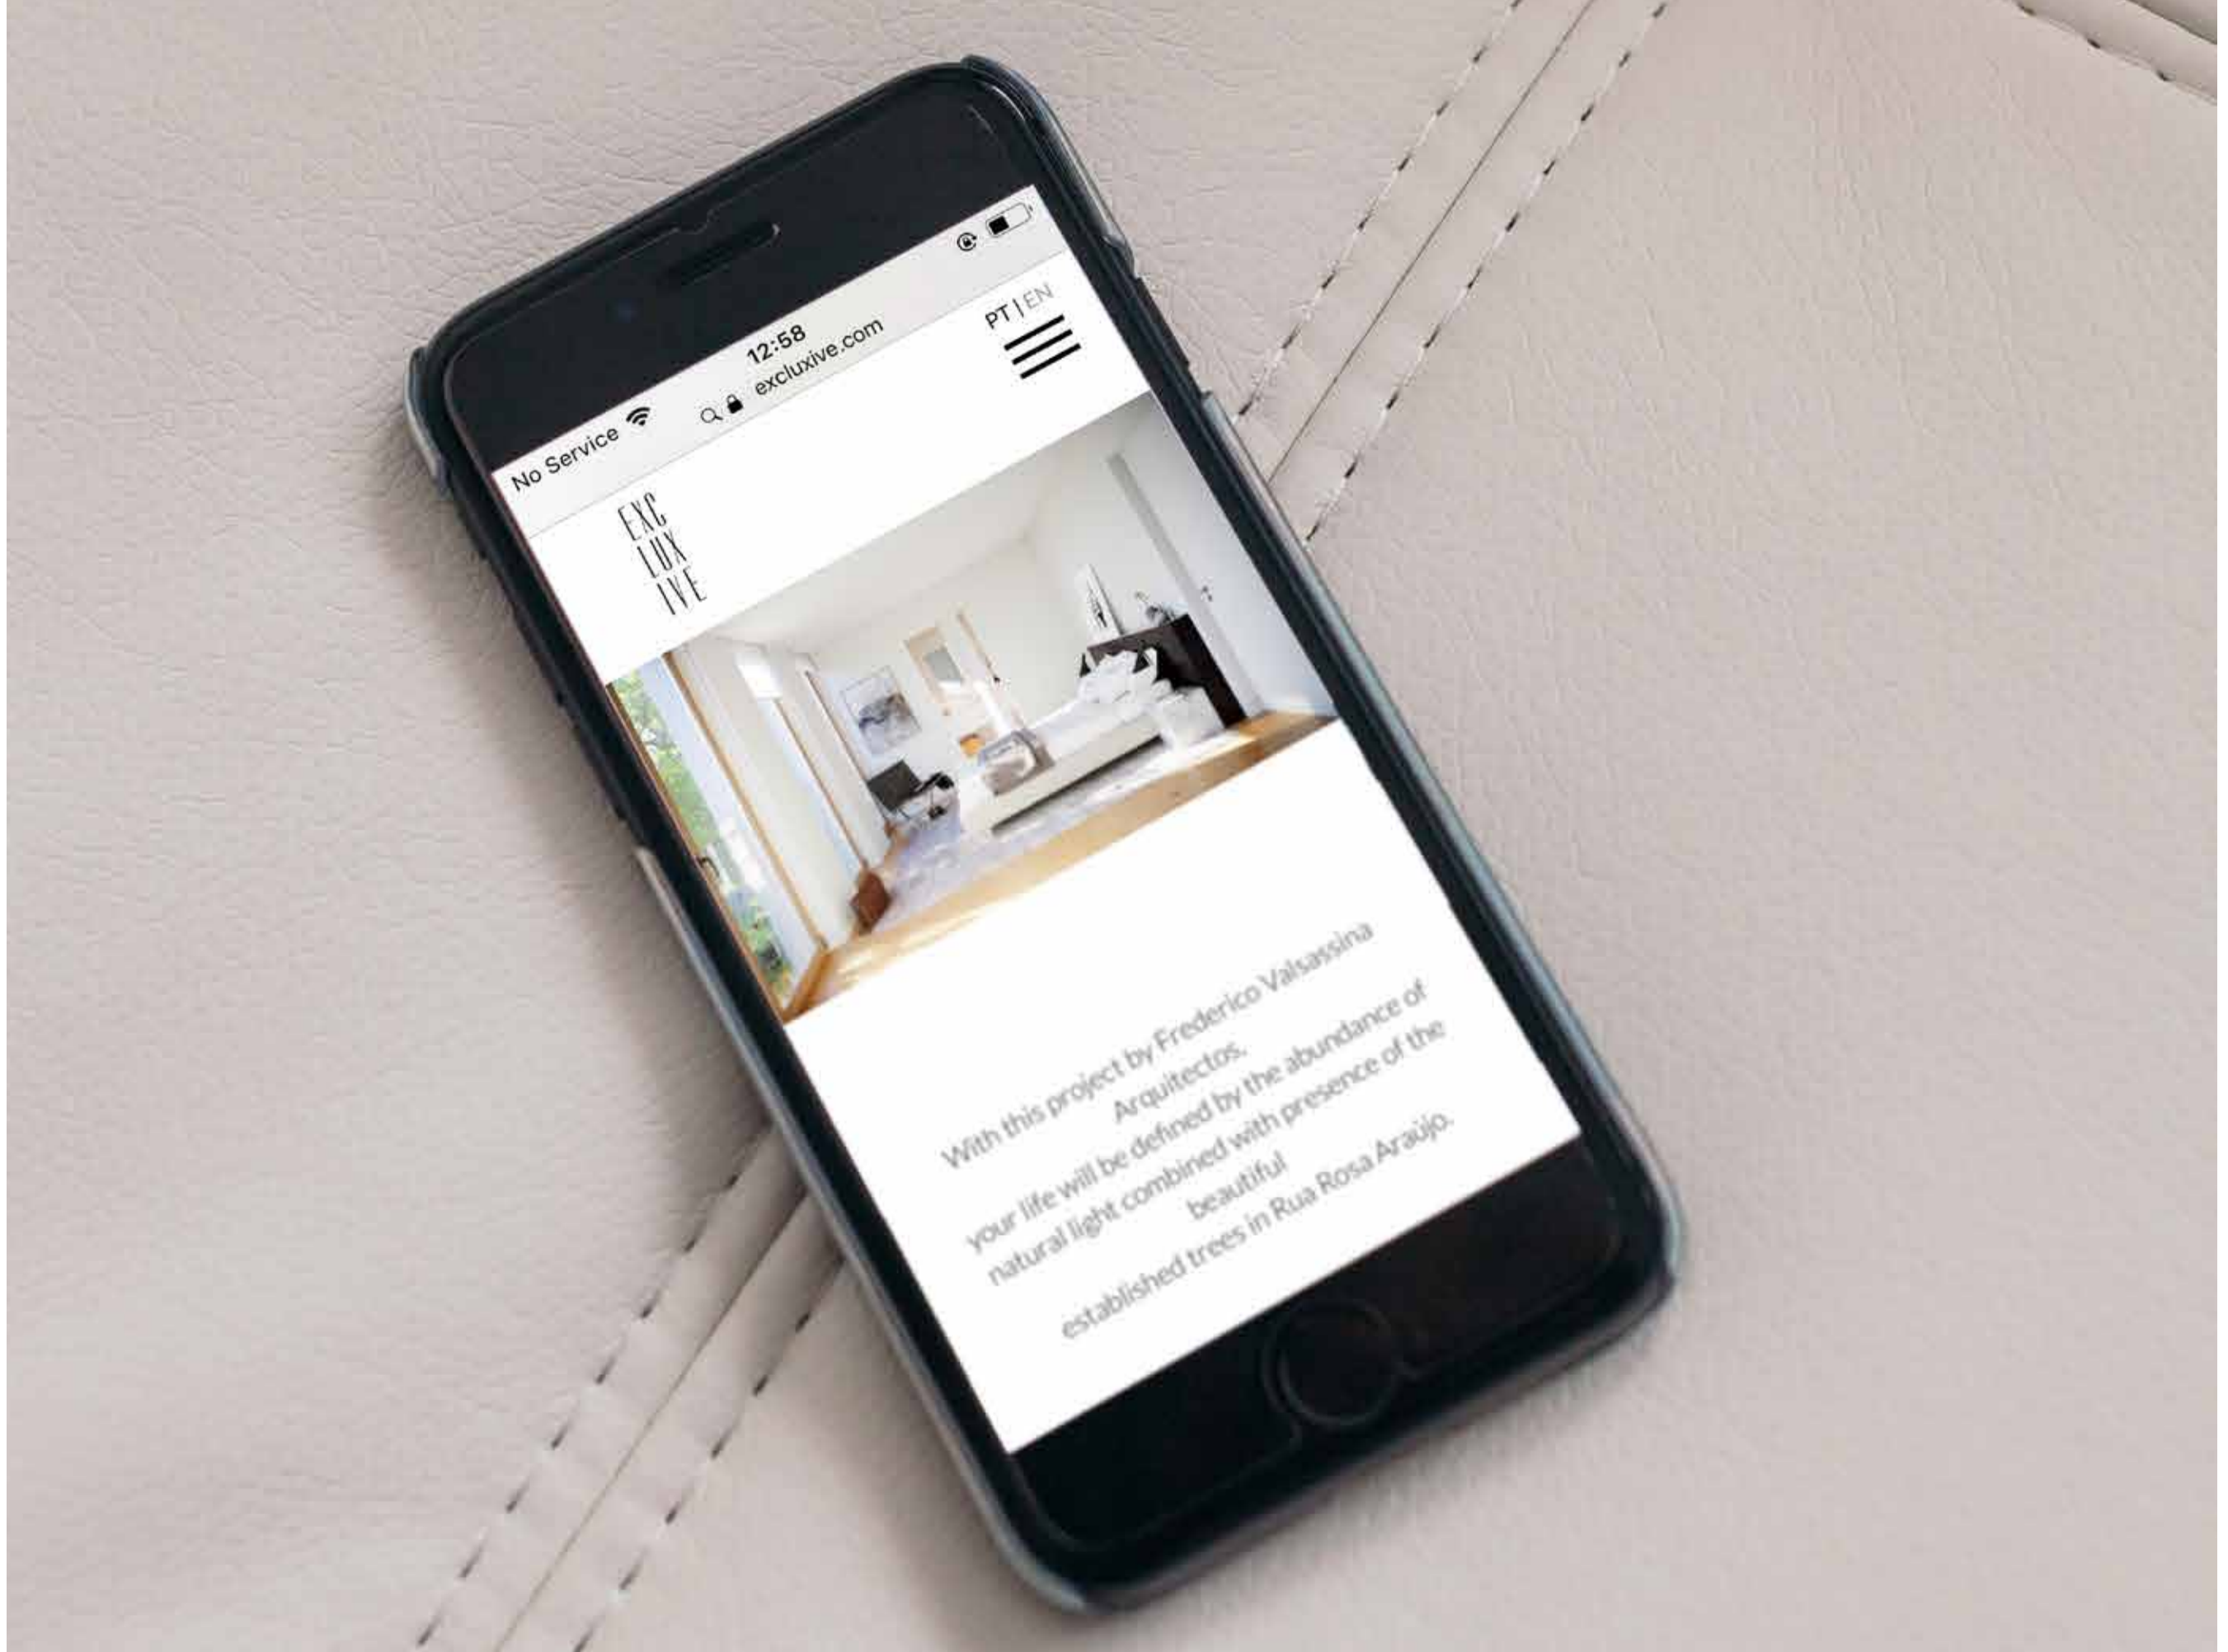 No Service
12:58
excluxive.com
PT | EN
EXC
LUX
IVE
With this project by Frederico Valsassina
Arquitectos,
your life will be defined by the abundance of
natural light combined with presence of the
beautiful
established trees in Rua Rosa Araújo.